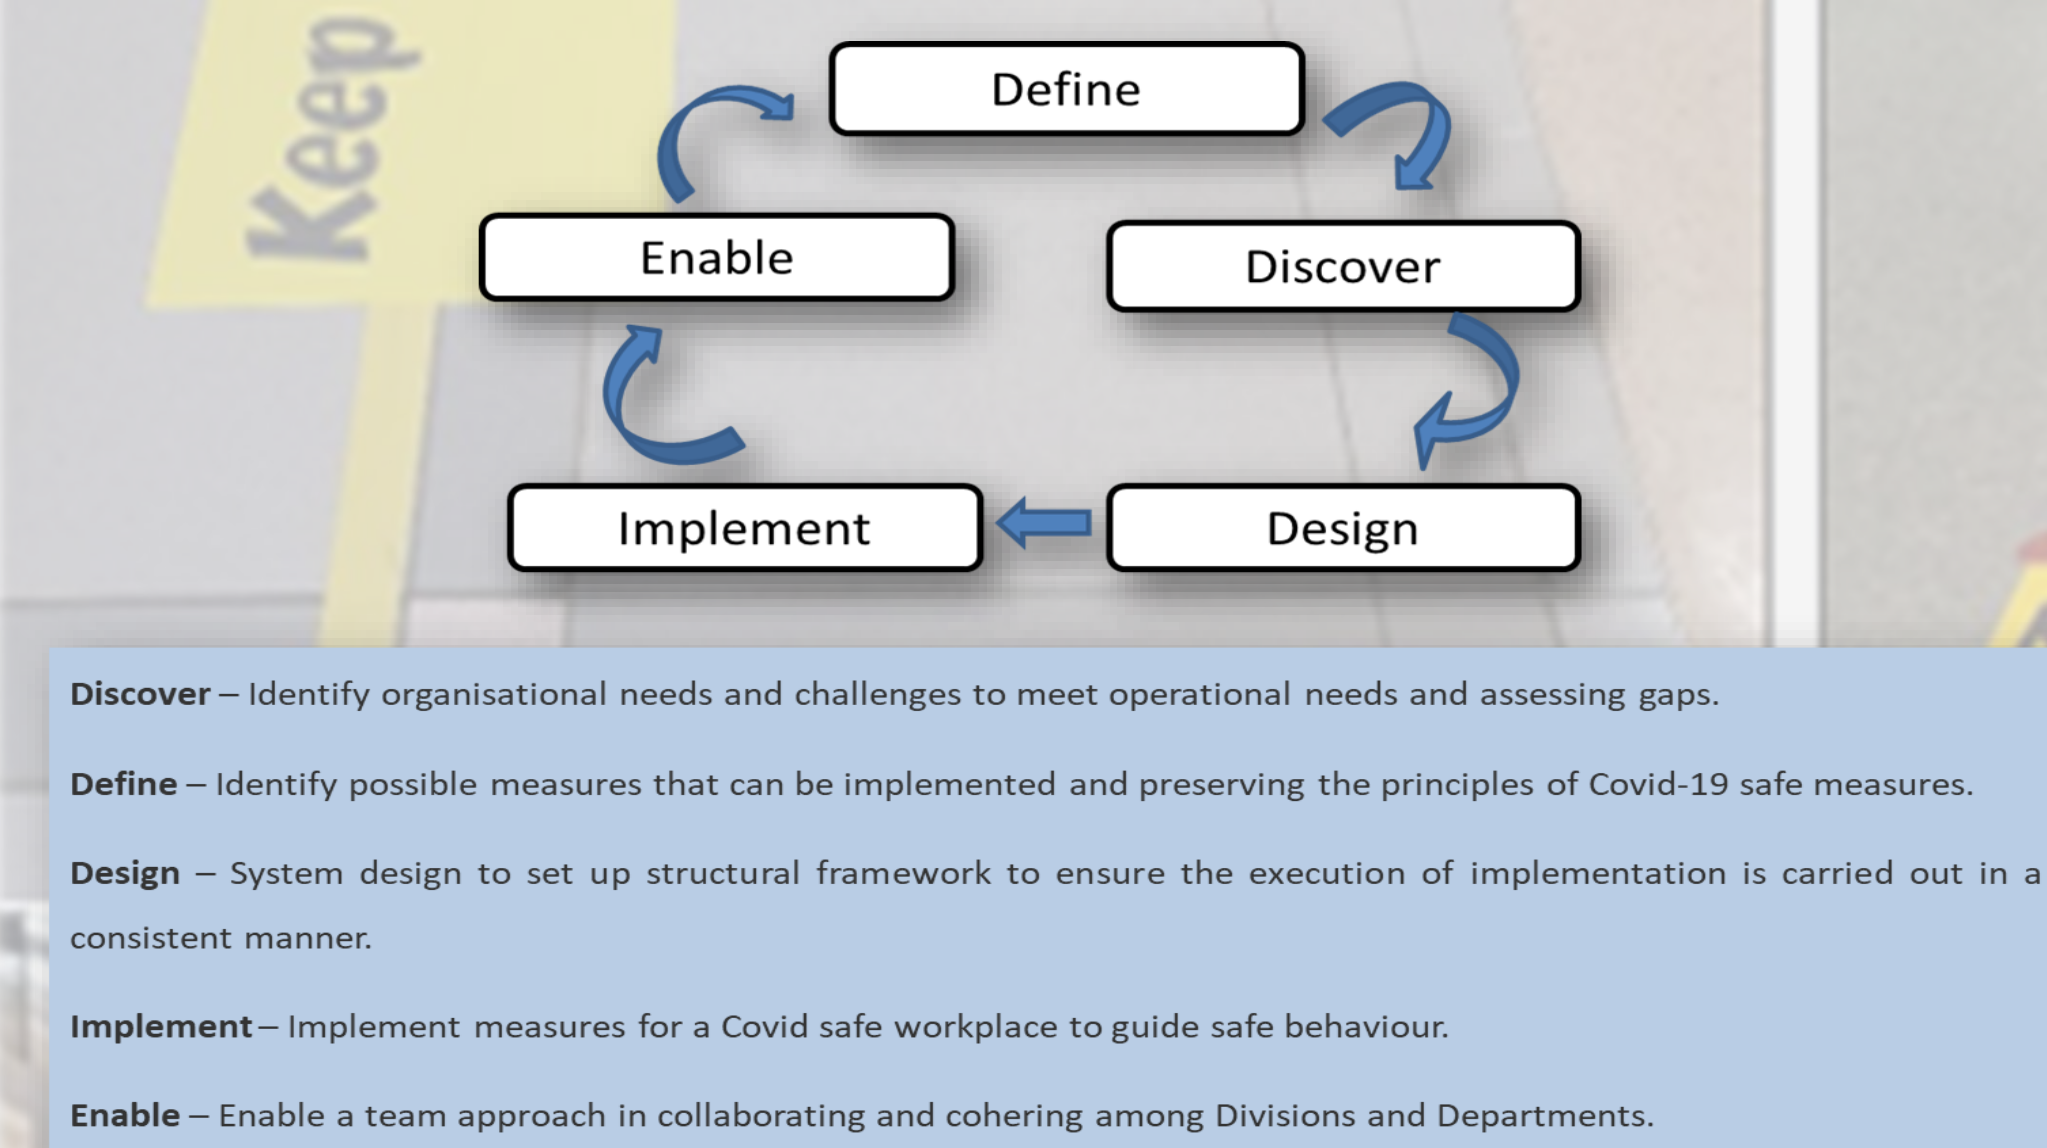 Keep
Define
Enable
Discover
Implement
Design
Discover – Identify organisational needs and challenges to meet operational needs and assessing gaps.
Define – Identify possible measures that can be implemented and preserving the principles of Covid-19 safe measures.
Design – System design to set up structural framework to ensure the execution of implementation is carried out in a
consistent manner.
Implement – Implement measures for a Covid safe workplace to guide safe behaviour.
Enable – Enable a team approach in collaborating and cohering among Divisions and Departments.